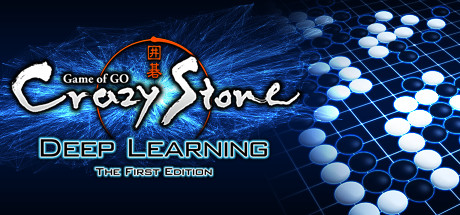 囲碁
Game of GO
Crazy Stone
DEEP LEARNING
THE FIRST EDITION